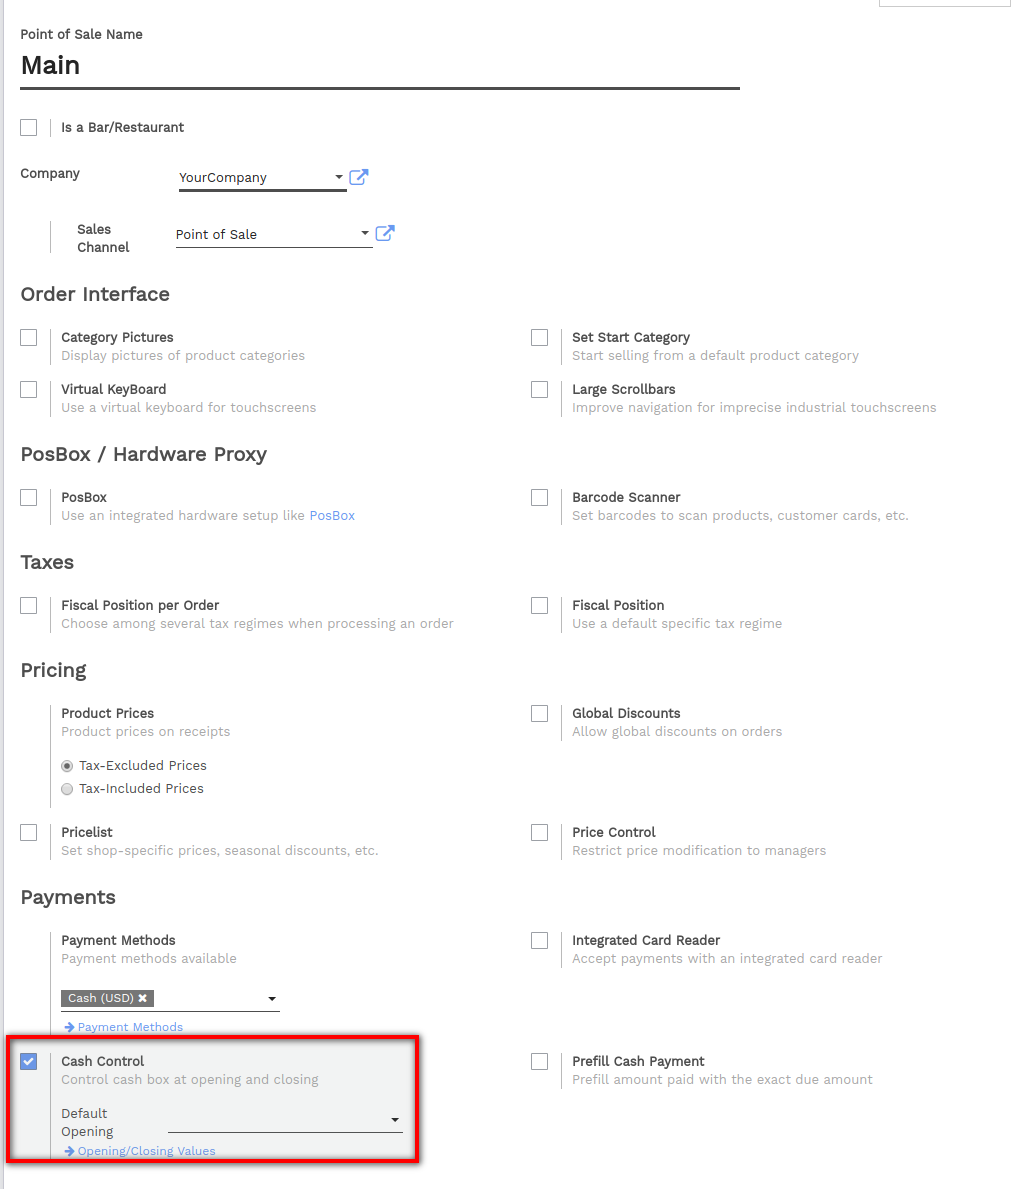 Point of Sale Name
Main
Is a Bar/Restaurant
Company
YourCompany
Sales
Channel
Point of Sale
Order Interface
Category Pictures
Display pictures of product categories
Set Start Category
Start selling from a default product category
Virtual KeyBoard
Use a virtual keyboard for touchscreens
Large Scrollbars
Improve navigation for imprecise industrial touchscreens
PosBox / Hardware Proxy
PosBox
Use an integrated hardware setup like PosBox
Barcode Scanner
Set barcodes to scan products, customer cards, etc.
Taxes
Fiscal Position per Order
Choose among several tax regimes when processing an order
Fiscal Position
Use a default specific tax regime
Pricing
Product Prices
Product prices on receipts
Tax-Excluded Prices
Tax-Included Prices
Global Discounts
Allow global discounts on orders
Pricelist
Set shop-specific prices, seasonal discounts, etc.
Price Control
Restrict price modification to managers
Payments
Payment Methods
Payment methods available
Cash (USD)
Payment Methods
Integrated Card Reader
Accept payments with an integrated card reader
Cash Control
Control cash box at opening and closing
Default
Opening
Opening/Closing Values
Prefill Cash Payment
Prefill amount paid with the exact due amount